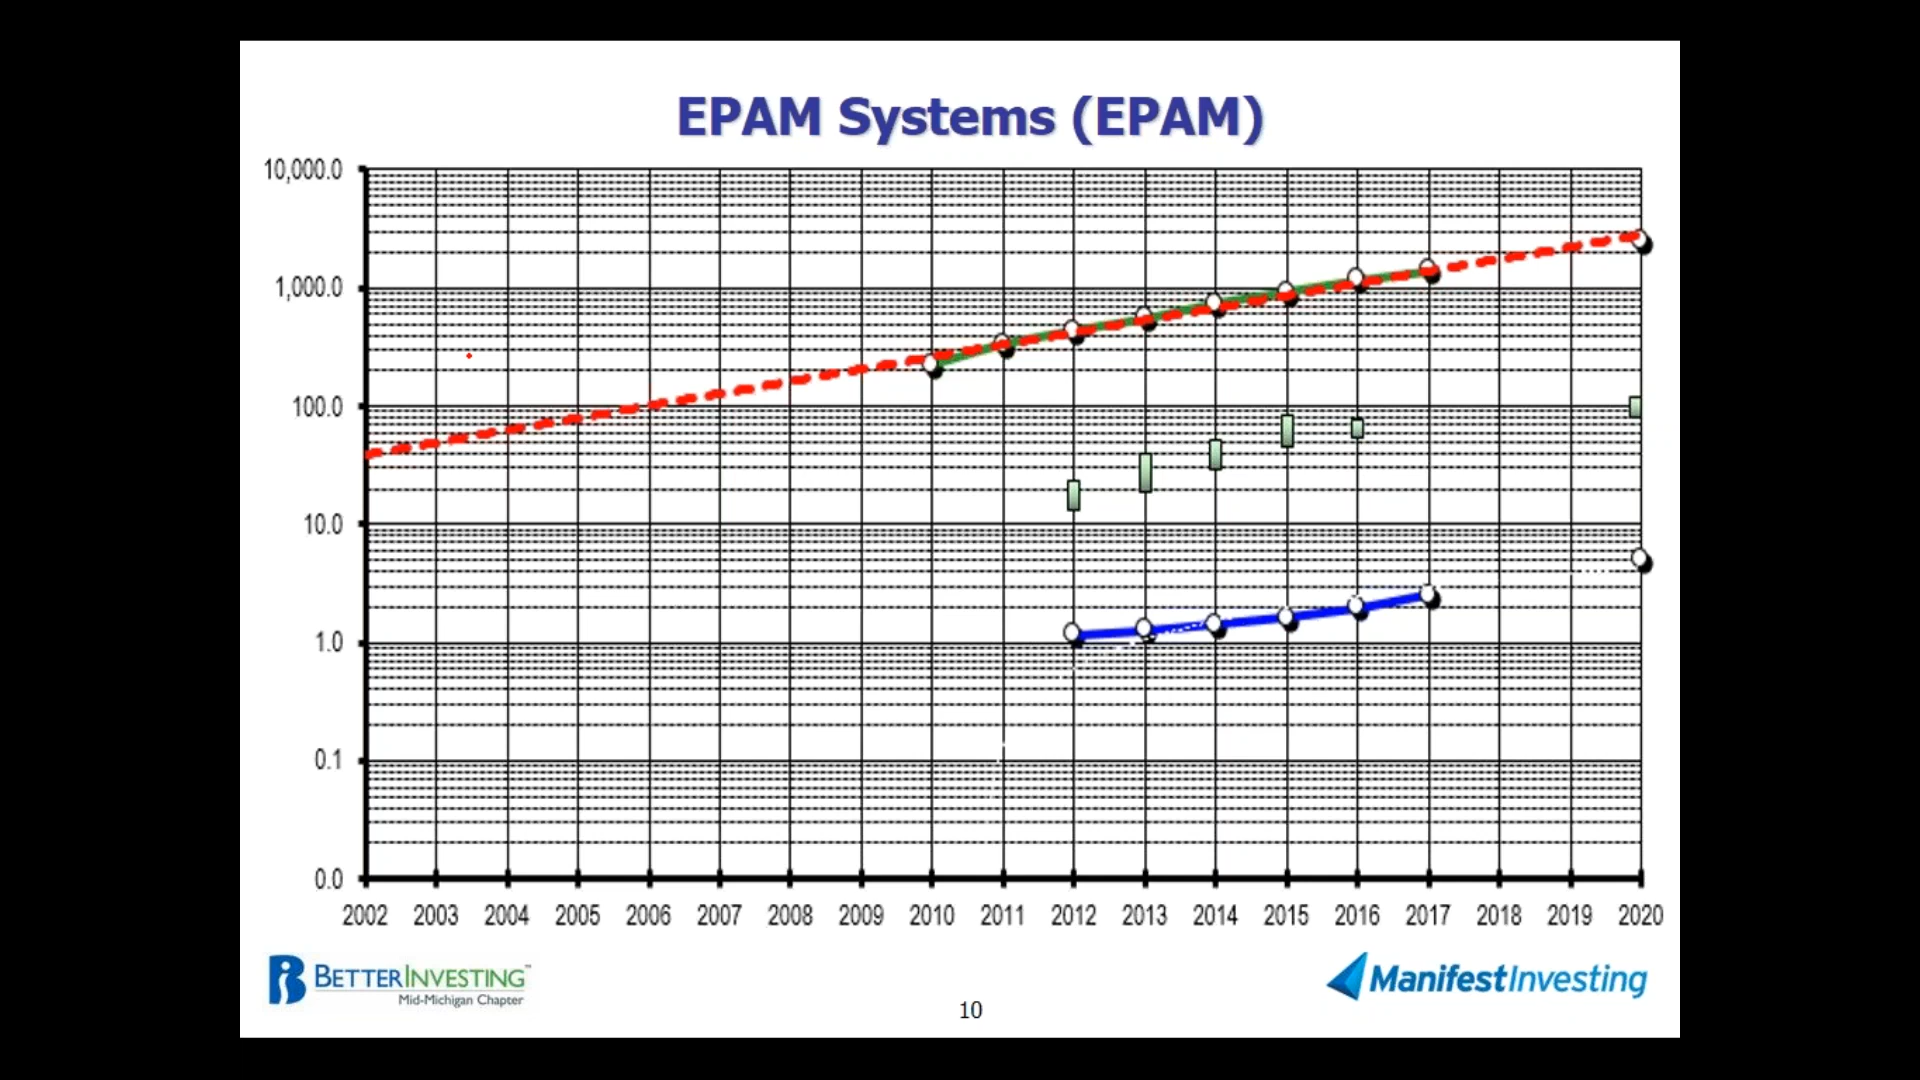 EPAM Systems (EPAM)
10,000.0
1,000.0
100.0
10.0
1.0
0.1
0.0
2002 2003 2004 2005 2006 2007 2008 2009 2010 2011 2012 2013 2014 2015 2016 2017 2018 2019 2020
BETTERINVESTING™
Mid-Michigan Chapter
ManifestInvesting
10